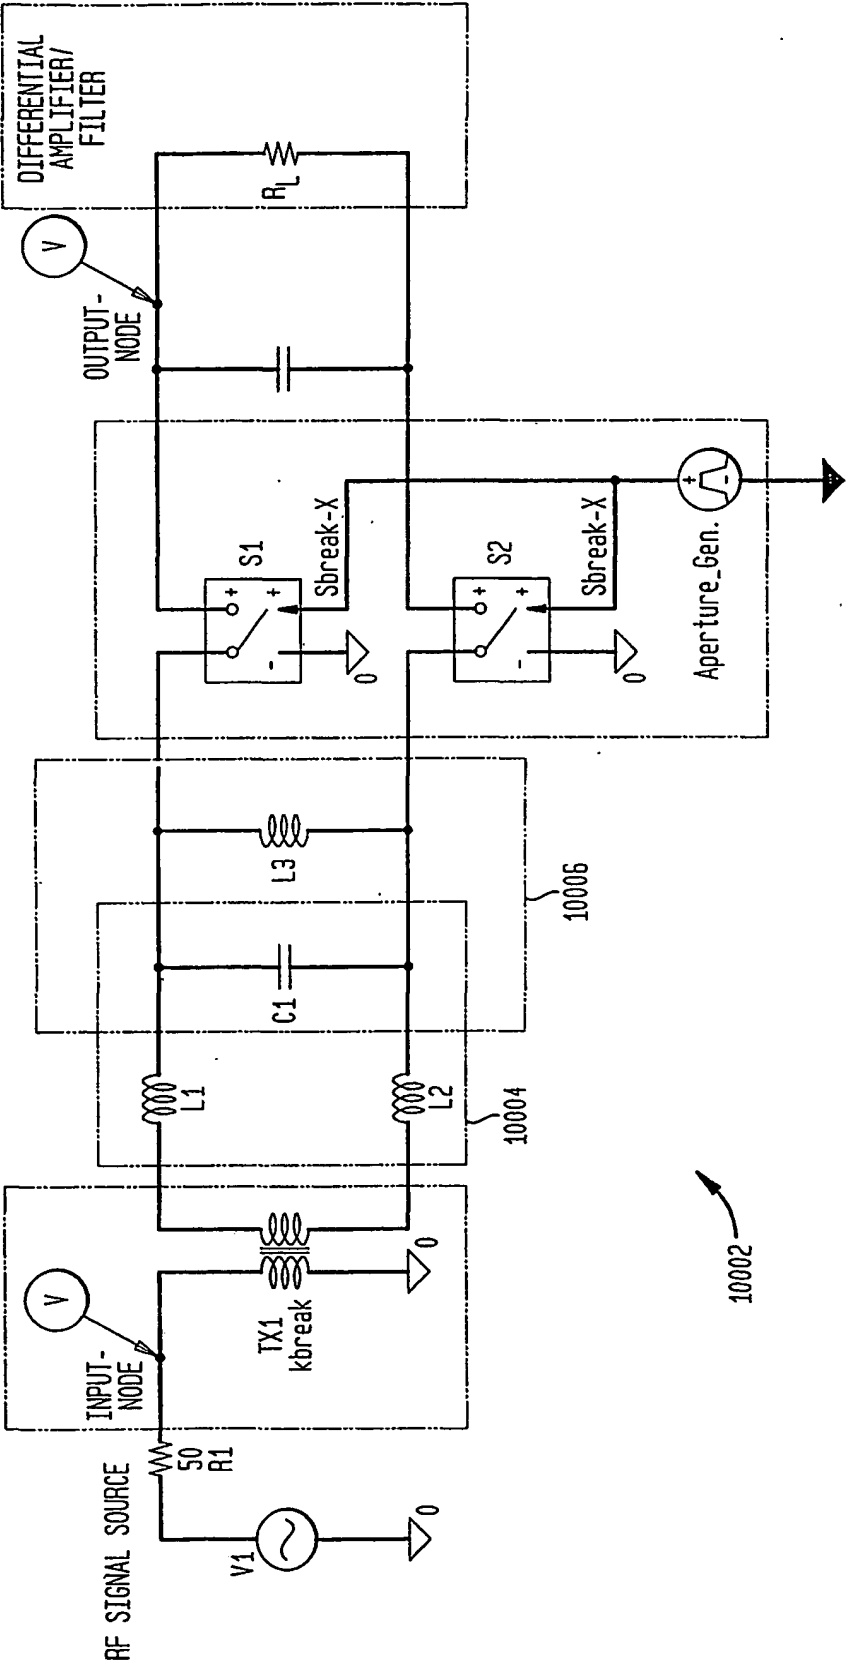 RF SIGNAL SOURCE
V1
0
50
R1
INPUT-
NODE
V
TX1
kbreak
0
L1
L2
10004
C1
L3
10006
S1
+
+
-
0
Sbreak-X
S2
+
+
-
0
Sbreak-X
Aperture_Gen.
+
-
OUTPUT-
NODE
V
RL
DIFFERENTIAL
AMPLIFIER/
FILTER
10002